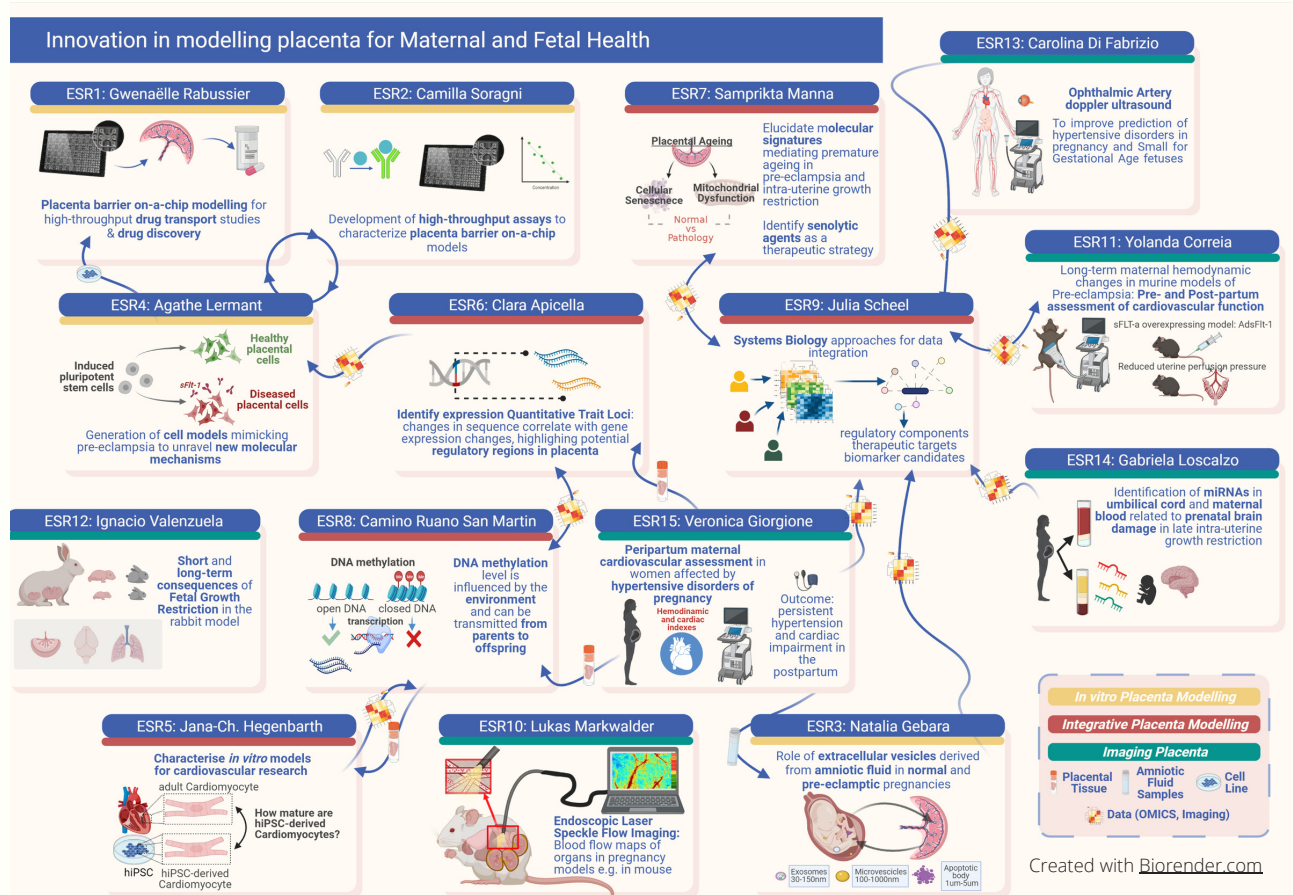 Innovation in modelling placenta for Maternal and Fetal Health
ESR1: Gwenaëlle Rabussier
Placenta barrier on-a-chip modelling for
high-throughput drug transport studies
& drug discovery
ESR2: Camilla Soragni
Concentration
Development of high-throughput assays to
characterize placenta barrier on-a-chip
models
ESR7: Samprikta Manna
Placental Ageing
Cellular
Senescnece
Mitochondrial
Dysfunction
Normal
vs
Pathology
Elucidate molecular
signatures
mediating premature
ageing in
pre-eclampsia and
intra-uterine growth
restriction
Identify senolytic
agents as a
therapeutic strategy
ESR13: Carolina Di Fabrizio
Ophthalmic Artery
doppler ultrasound
To improve prediction of
hypertensive disorders in
pregnancy and Small for
Gestational Age fetuses
ESR4: Agathe Lermant
Induced
pluripotent
stem cells
Healthy
placental
cells
sFlt-1
Diseased
placental cells
Generation of cell models mimicking
pre-eclampsia to unravel new molecular
mechanisms
ESR6: Clara Apicella
Identify expression Quantitative Trait Loci:
changes in sequence correlate with gene
expression changes, highlighing potential
regulatory regions in placenta
ESR9: Julia Scheel
Systems Biology approaches for data
integration
regulatory components
therapeutic targets
biomarker candidates
ESR11: Yolanda Correia
Long-term maternal hemodynamic
changes in murine models of
Pre-eclampsia: Pre- and Post-partum
assessment of cardiovascular function
sFLT-a overexpressing model: AdsFlt-1
Reduced uterine perfusion pressure
ESR14: Gabriela Loscalzo
Identification of miRNAs in
umbilical cord and maternal
blood related to prenatal brain
damage in late intra-uterine
growth restriction
ESR12: Ignacio Valenzuela
Short and
long-term
consequences of
Fetal Growth
Restriction in the
rabbit model
ESR8: Camino Ruano San Martin
DNA methylation
open DNA
closed DNA
transcription
DNA methylation
level is
influenced by the
environment
and can be
transmitted from
parents to
offspring
ESR15: Veronica Giorgione
Peripartum maternal
cardiovascular assessment in
women affected by
hypertensive disorders of
pregnancy
Hemodinamic
and cardiac
indexes
Outcome:
persistent
hypertension
and cardiac
impairment in
the
postpartum
ESR5: Jana-Ch. Hegenbarth
Characterise in vitro models
for cardiovascular research
adult Cardiomyocyte
How mature are
hiPSC-derived
Cardiomyocytes?
hiPSC
hiPSC-derived
Cardiomyocyte
ESR10: Lukas Markwalder
Endoscopic Laser
Speckle Flow Imaging:
Blood flow maps of
organs in pregnancy
models e.g. in mouse
ESR3: Natalia Gebara
Role of extracellular vesicles derived
from amniotic fluid in normal and
pre-eclamptic pregnancies
Exosomes
30-150nm
Microvescicles
100-1000nm
Apoptotic
body
1um-5um
In vitro Placenta Modelling
Integrative Placenta Modelling
Imaging Placenta
Placental
Tissue
Amniotic
Fluid
Samples
Cell
Line
Data (OMICS, Imaging)
Created with Biorender.com